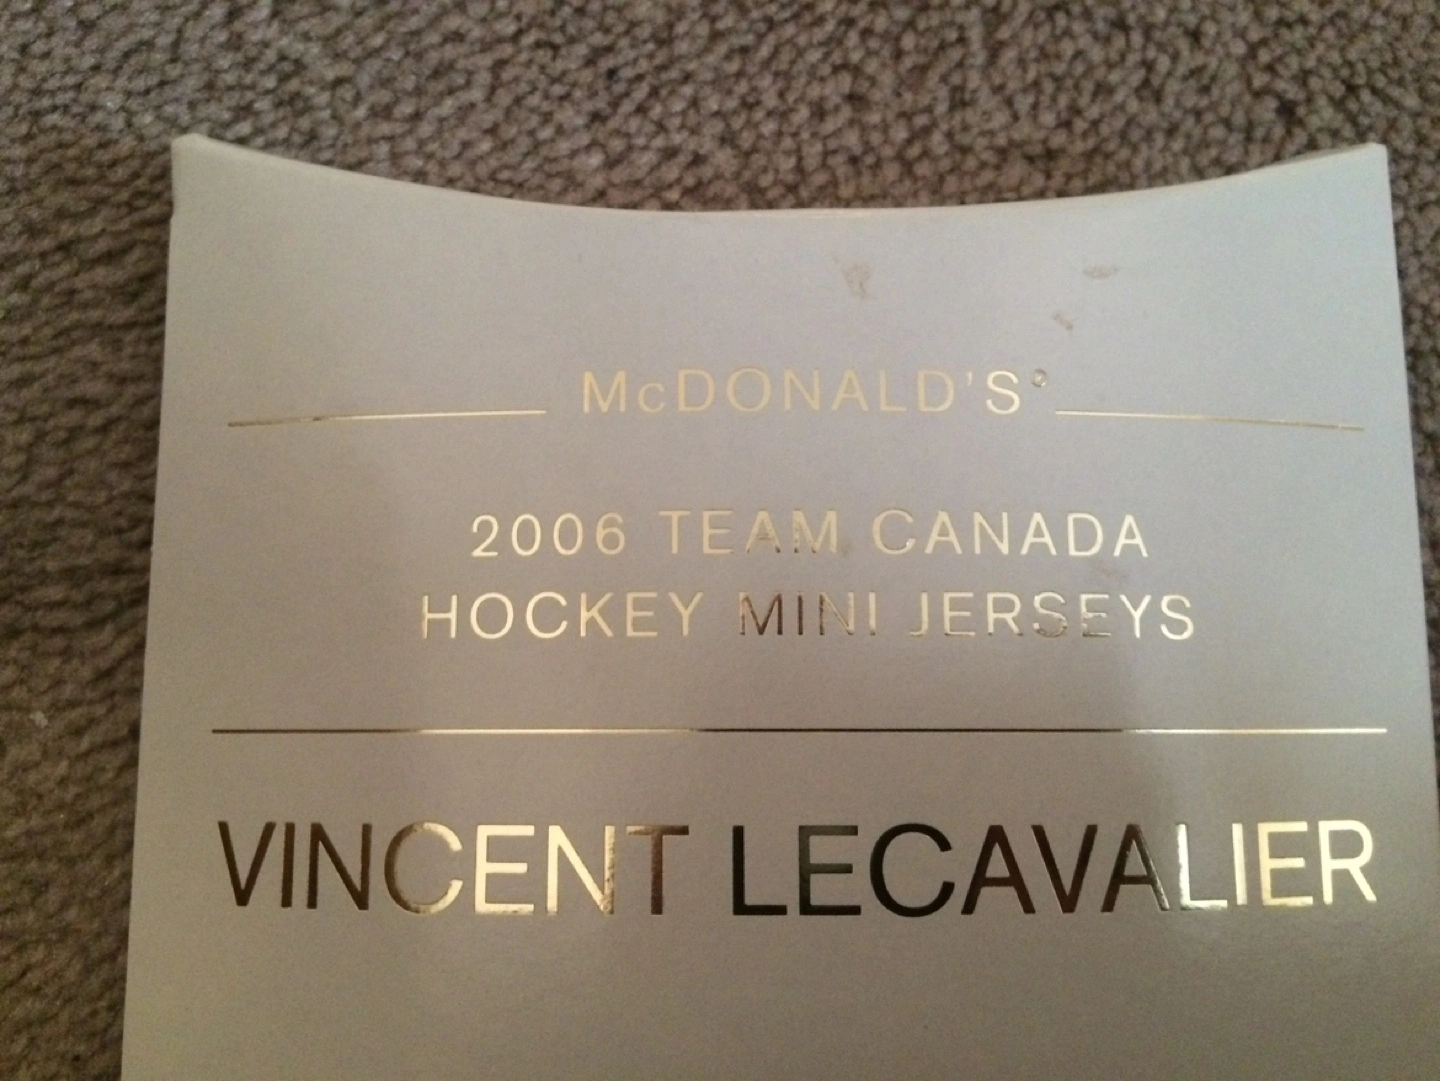 McDONALD'S®
2006 TEAM CANADA
HOCKEY MINI JERSEYS
VINCENT LECAVALIER